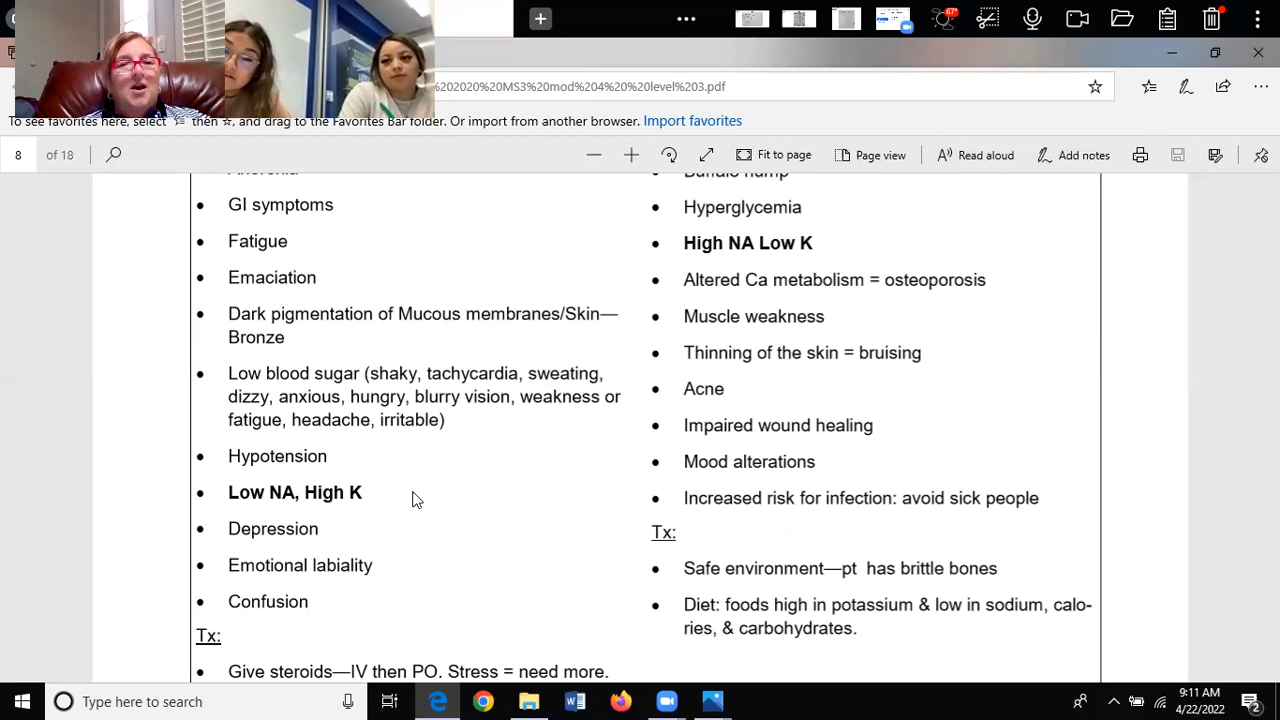 67°
%202020%20MS3%20mod%204%20%20level%203.pdf
To see favorites here, select then ☆, and drag to the Favorites Bar folder. Or import from another browser. Import favorites
8 of 18
Fit to page
Page view
Read aloud
Add notes
• GI symptoms
• Fatigue
• Emaciation
• Dark pigmentation of Mucous membranes/Skin—
Bronze
• Low blood sugar (shaky, tachycardia, sweating,
dizzy, anxious, hungry, blurry vision, weakness or
fatigue, headache, irritable)
• Hypotension
• Low NA, High K
• Depression
• Emotional labiality
• Confusion
Tx:
• Give steroids—IV then PO. Stress = need more.
• Buffalo hump
• Hyperglycemia
• High NA Low K
• Altered Ca metabolism = osteoporosis
• Muscle weakness
• Thinning of the skin = bruising
• Acne
• Impaired wound healing
• Mood alterations
• Increased risk for infection: avoid sick people
Tx:
• Safe environment—pt has brittle bones
• Diet: foods high in potassium & low in sodium, calo-
ries, & carbohydrates.
Type here to search
9:11 AM
4/22/2022
2